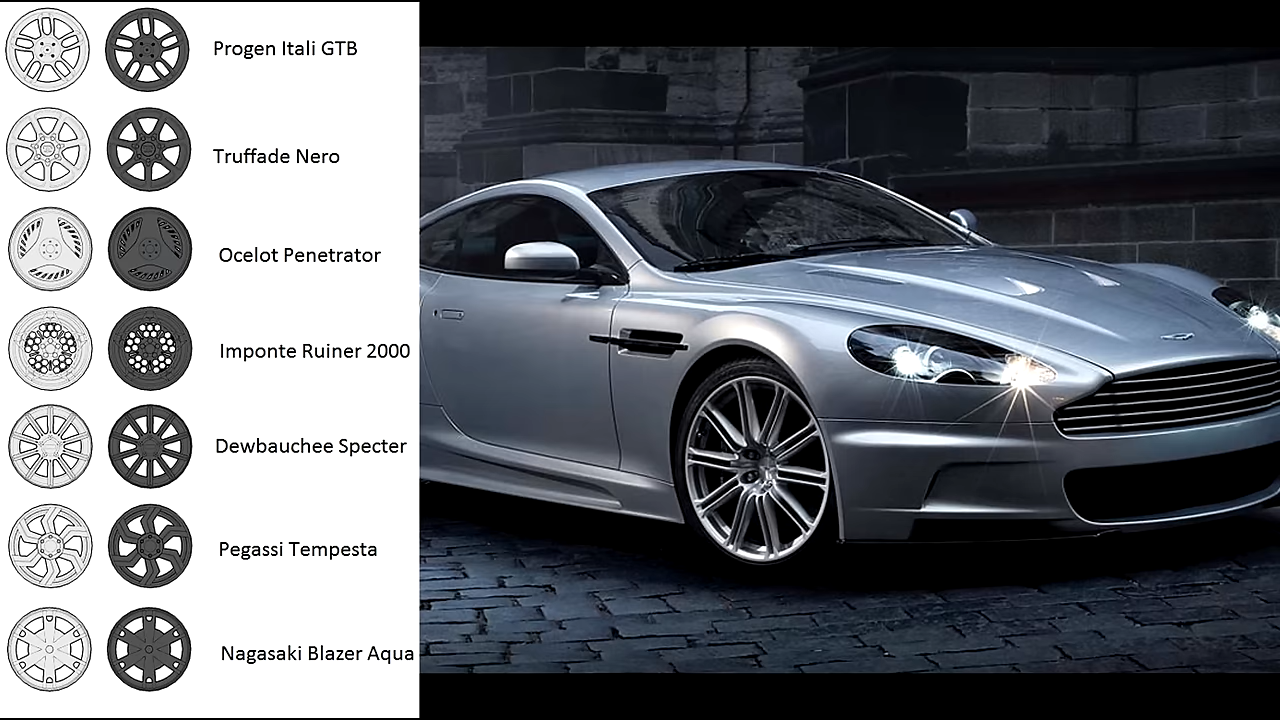 Progen Itali GTB
Truffade Nero
Ocelot Penetrator
Imponte Ruiner 2000
Dewbauchee Specter
Pegassi Tempesta
Nagasaki Blazer Aqua